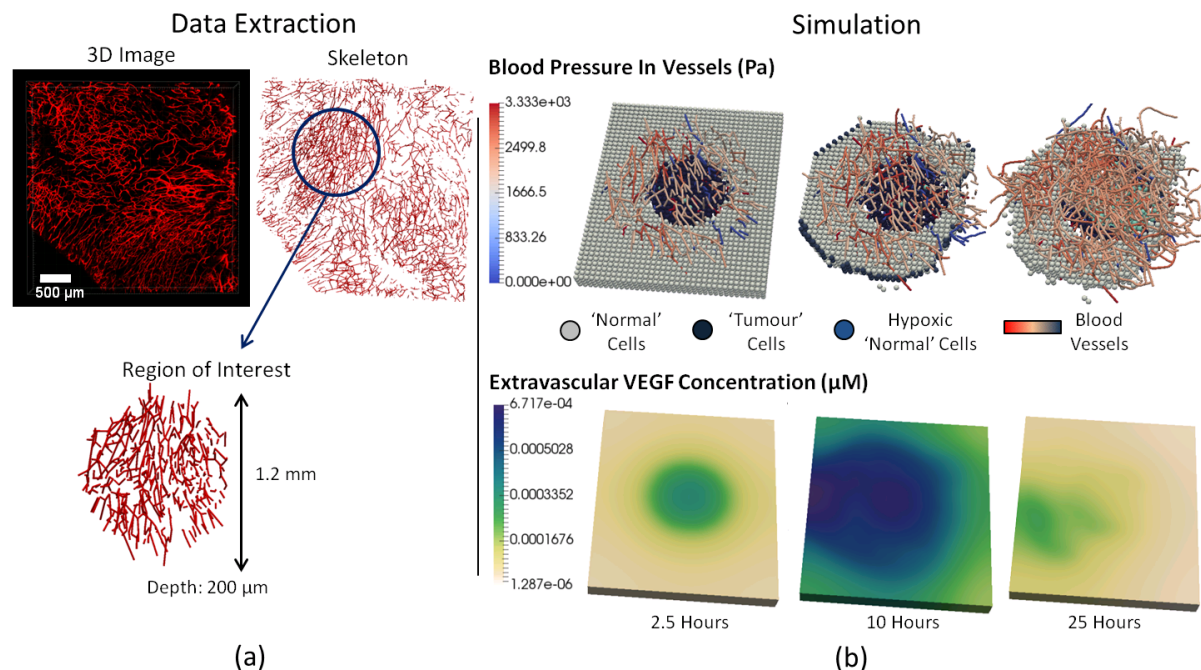 Data Extraction
3D Image
Skeleton
500 µm
Region of Interest
1.2 mm
Depth: 200 µm
(a)
Simulation
Blood Pressure In Vessels (Pa)
3.333e+03
2499.8
1666.5
833.26
0.000e+00
‘Normal’
Cells
‘Tumour’
Cells
Hypoxic
‘Normal’ Cells
Blood
Vessels
Extravascular VEGF Concentration (µM)
6.717e-04
0.0005028
0.0003352
0.0001676
1.287e-06
2.5 Hours
10 Hours
25 Hours
(b)